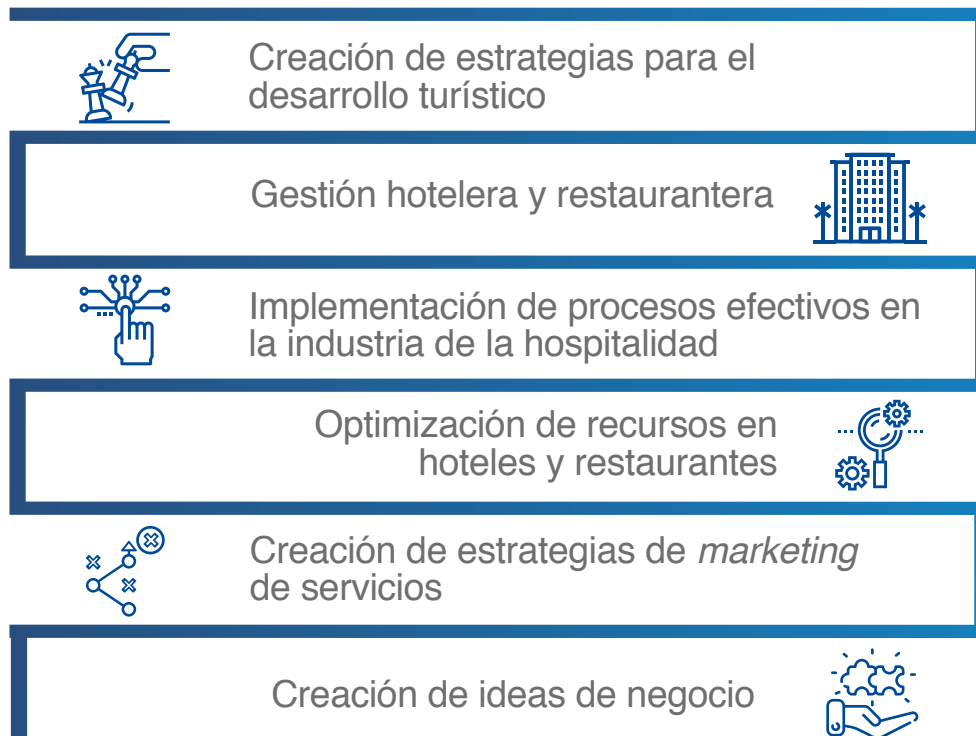 Creación de estrategias para el
desarrollo turístico
Gestión hotelera y restaurantera
Implementación de procesos efectivos en
la industria de la hospitalidad
Optimización de recursos en
hoteles y restaurantes
Creación de estrategias de marketing
de servicios
Creación de ideas de negocio